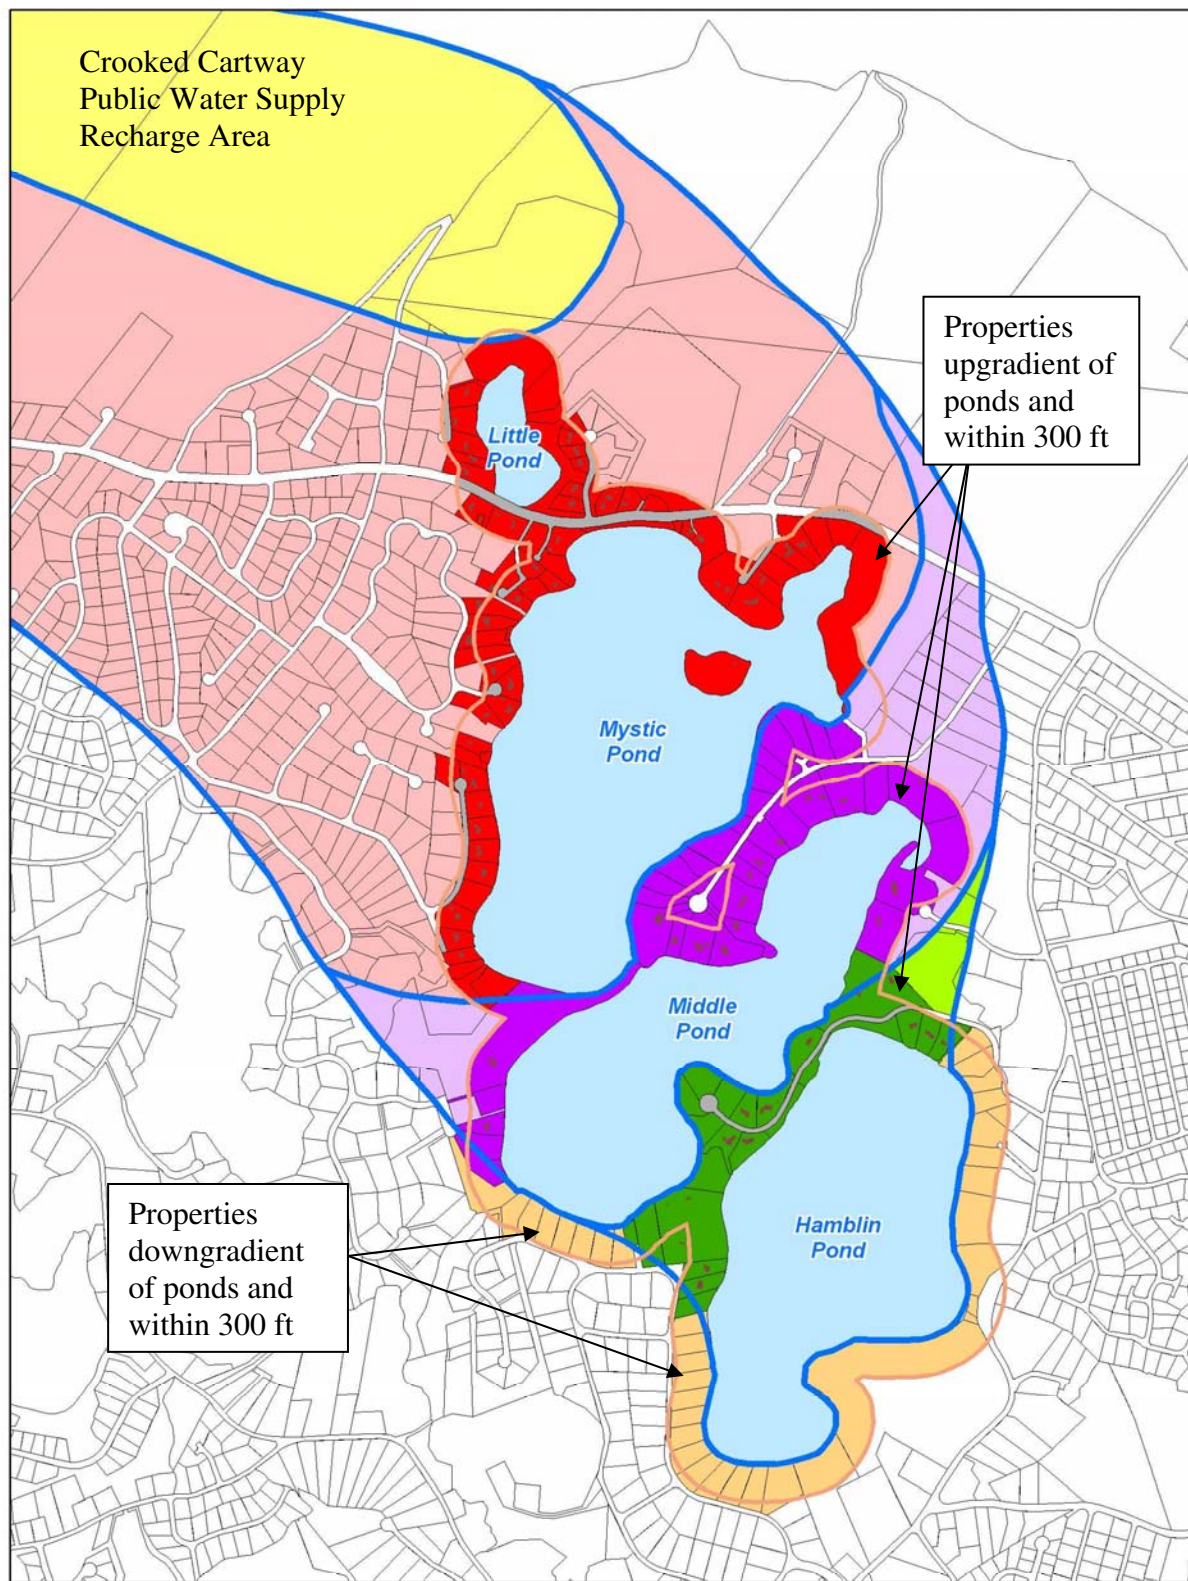 Crooked Cartway
Public Water Supply
Recharge Area
Properties
upgradient of
ponds and
within 300 ft
Little
Pond
Mystic
Pond
Middle
Pond
Hamblin
Pond
Properties
downgradient
of ponds and
within 300 ft